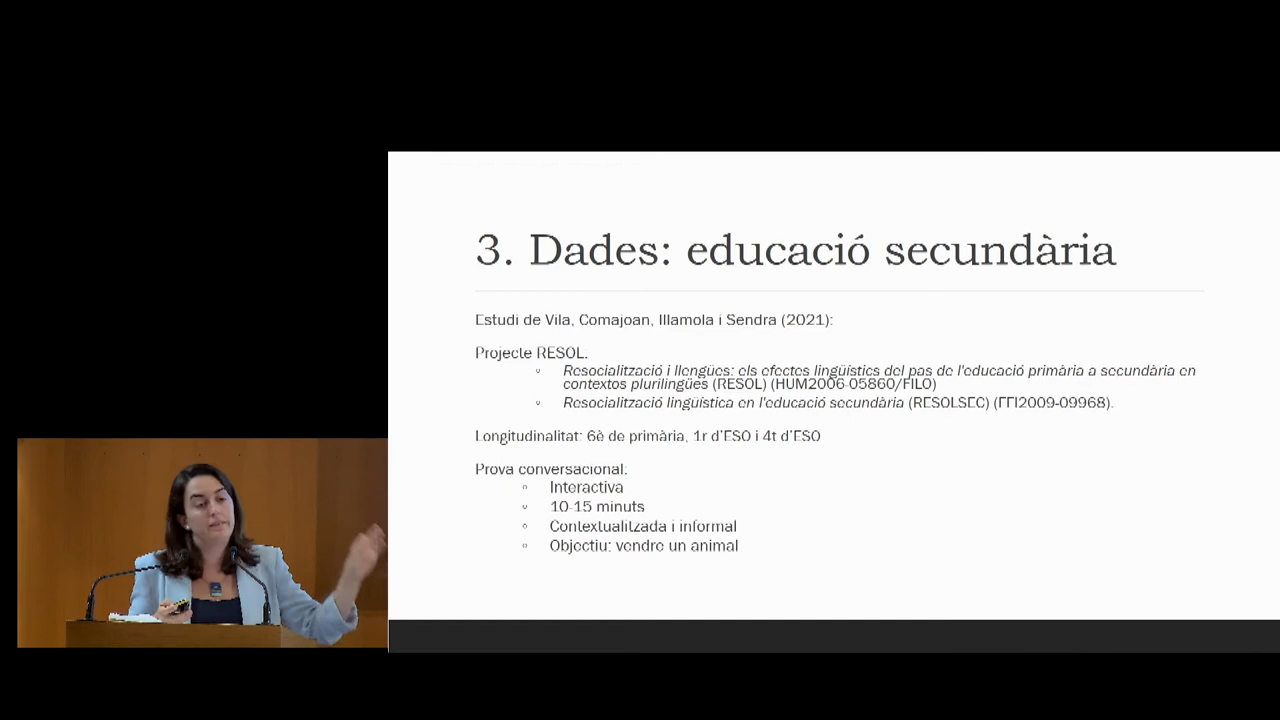 3. Dades: educació secundària
Estudi de Vila, Comajoan, Illamola i Sendra (2021):
Projecte RESOL.
Resocialització i llengües: els efectes lingüístics del pas de l'educació primària a secundària en
contextos plurilingües (RESOL) (HUM2006-05860/FILO)
Resocialització lingüística en l'educació secundària (RESOLSEC) (FFI2009-09968).
Longitudinalitat: 6è de primària, 1r d'ESO i 4t d'ESO
Prova conversacional:
Interactiva
10-15 minuts
Contextualitzada i informal
Objectiu: vendre un animal